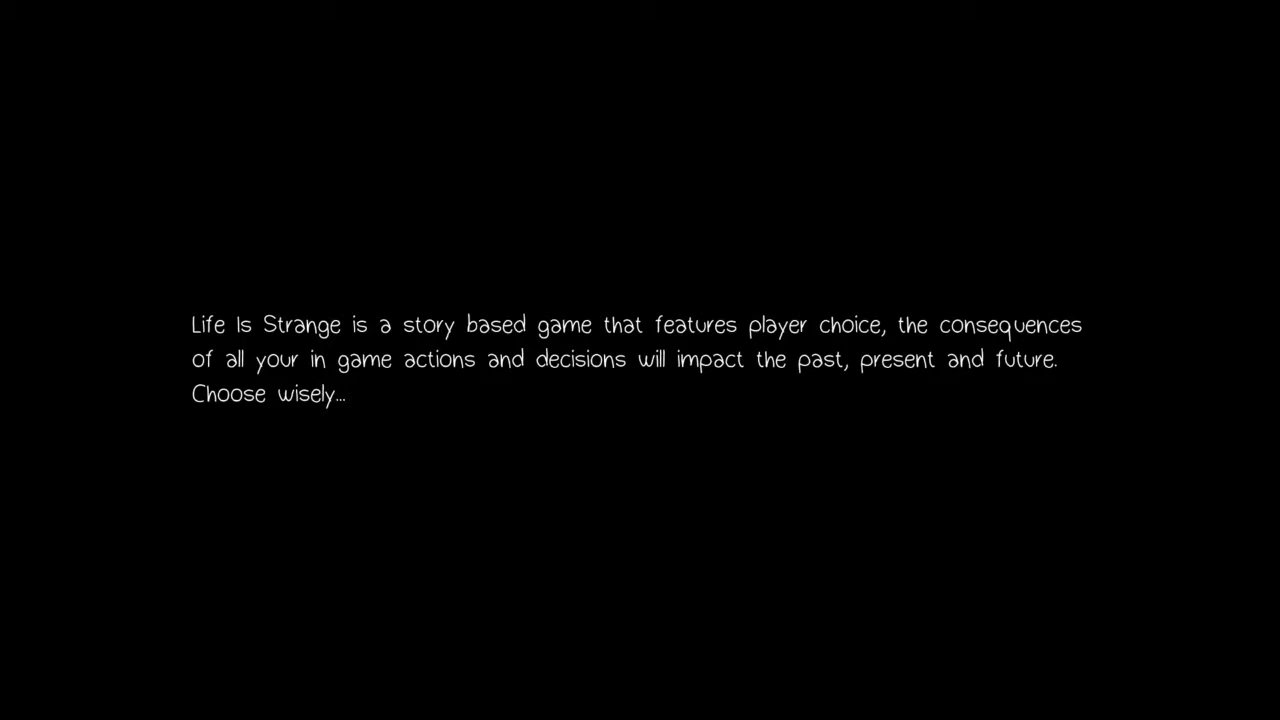 Life Is Strange is a story based game that features player choice, the consequences
of all your in game actions and decisions will impact the past, present and future.
Choose wisely...